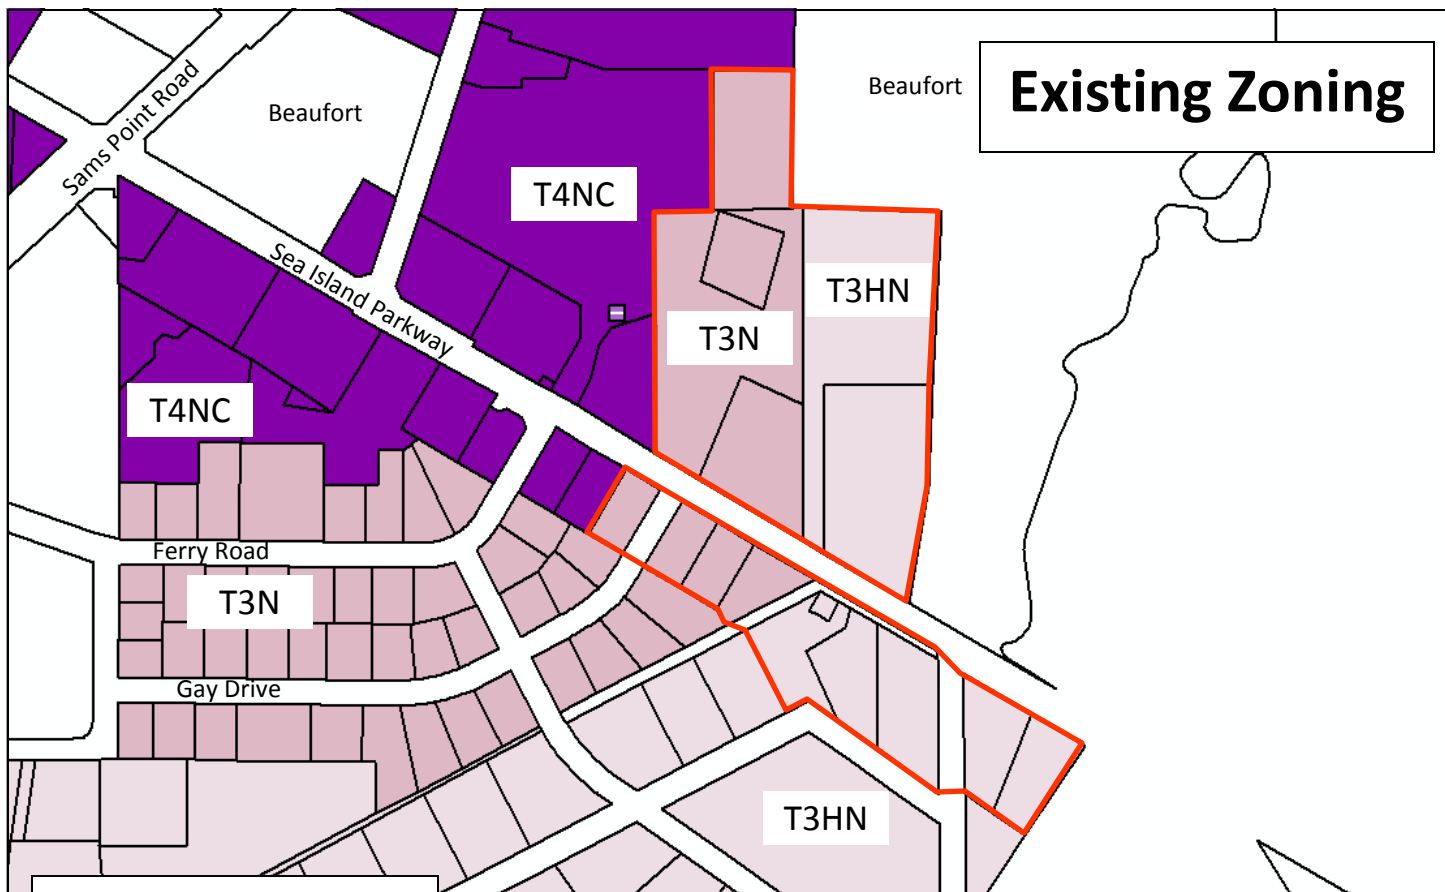 Existing Zoning
Beaufort
Beaufort
Sams Point Road
T4NC
Sea Island Parkway
T3HN
T3N
T4NC
Ferry Road
T3N
Gay Drive
T3HN